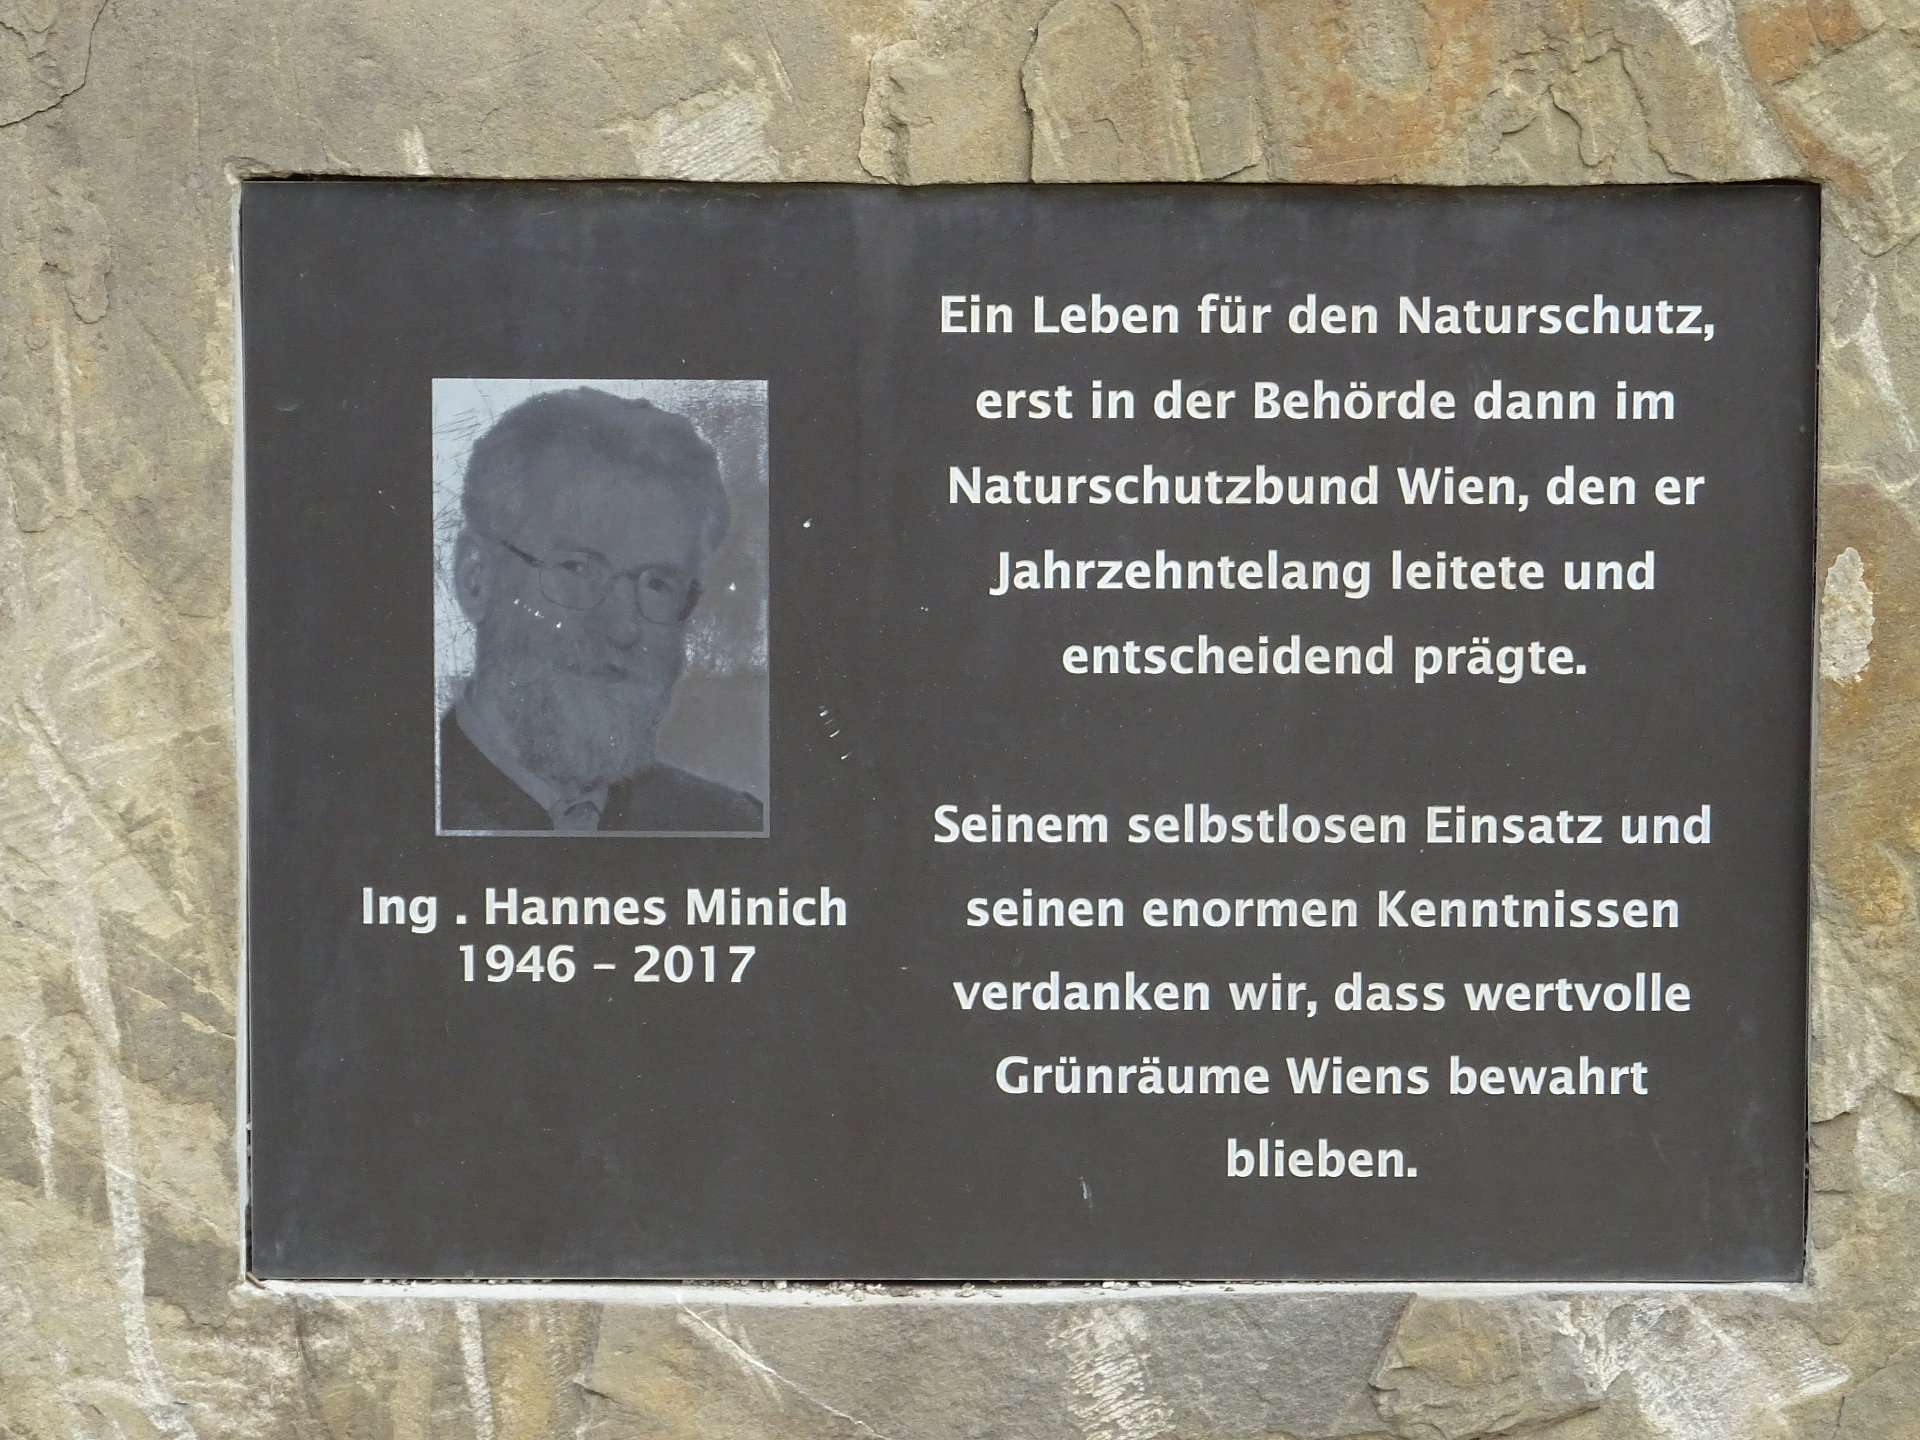 Ing . Hannes Minich
1946 – 2017
Ein Leben für den Naturschutz,
erst in der Behörde dann im
Naturschutzbund Wien, den er
Jahrzehntelang leitete und
entscheidend prägte.
Seinem selbstlosen Einsatz und
seinen enormen Kenntnissen
verdanken wir, dass wertvolle
Grünräume Wiens bewahrt
blieben.